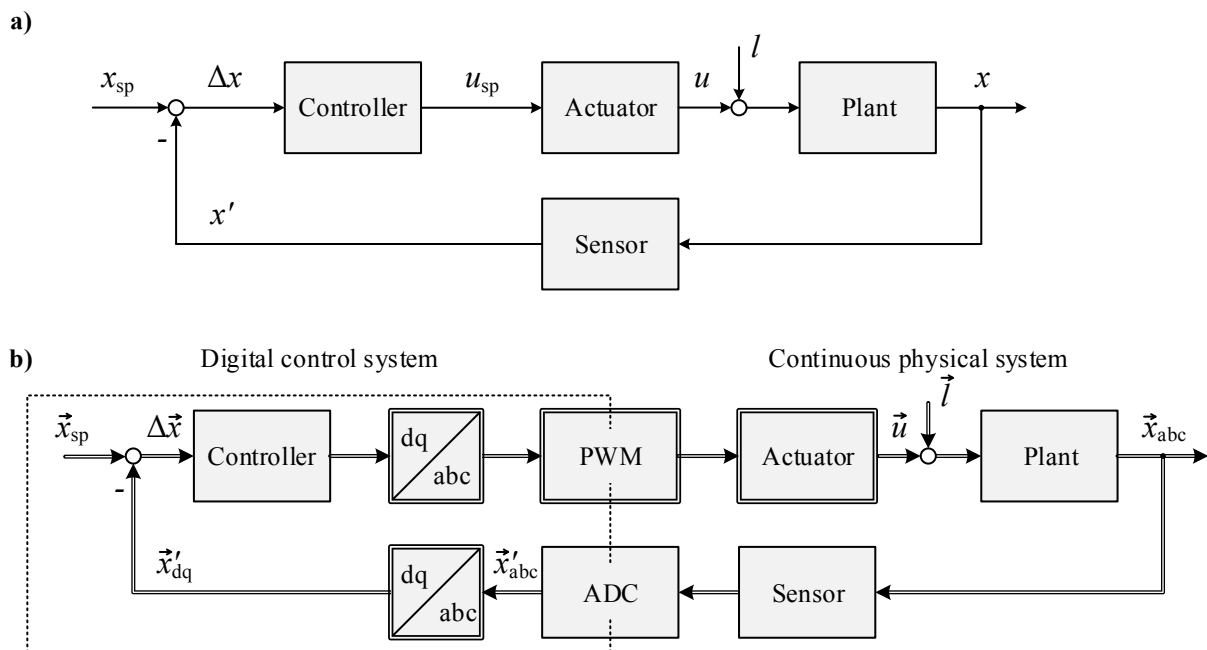 a)
x_sp
Δx
Controller
u_sp
Actuator
u
l
Plant
x
-
x′
Sensor
b)
Digital control system
Continuous physical system
x⃗_sp
Δx⃗
Controller
dq
abc
PWM
Actuator
u⃗
l⃗
Plant
x⃗_abc
-
x⃗′_dq
dq
abc
x⃗′_abc
ADC
Sensor